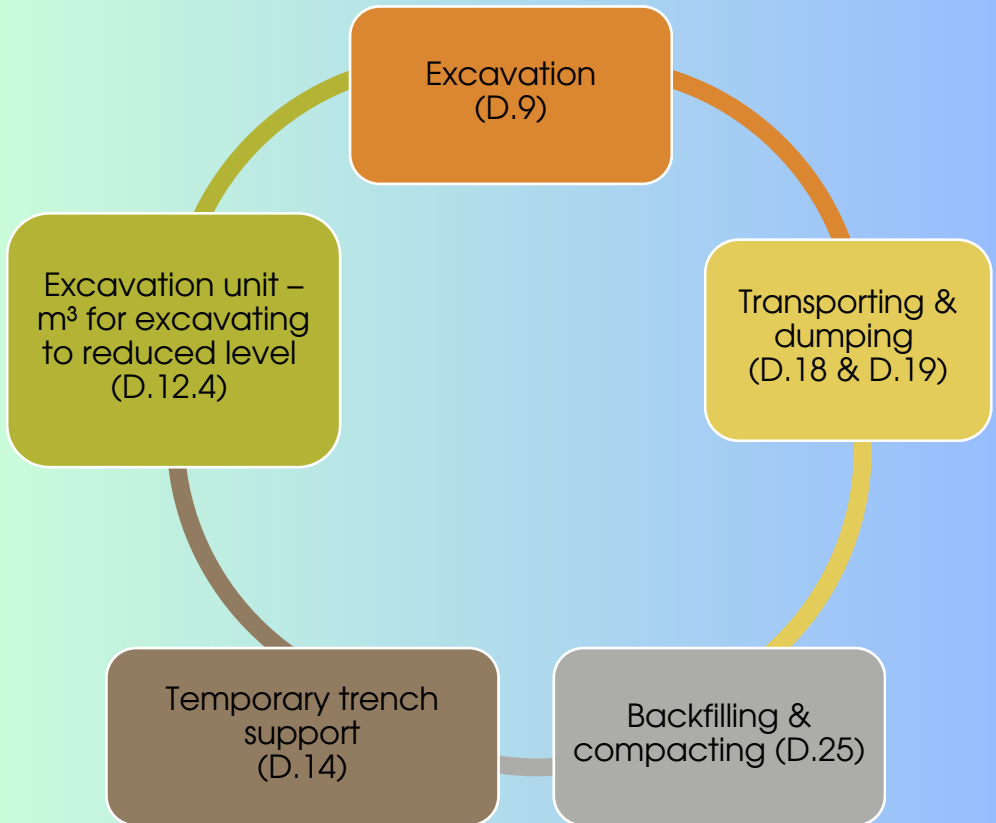 Excavation
(D.9)
Transporting &
dumping
(D.18 & D.19)
Backfilling &
compacting (D.25)
Temporary trench
support
(D.14)
Excavation unit –
m³ for excavating
to reduced level
(D.12.4)